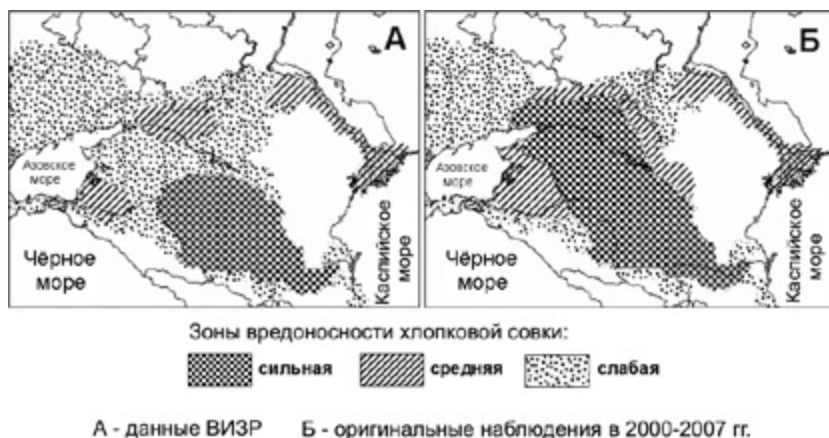 А
Азовское
море
Чёрное
море
Каспийское
море
Б
Азовское
море
Чёрное
море
Каспийское
море
Зоны вредоносности хлопковой совки:
сильная средняя слабая
А - данные ВИЗР Б - оригинальные наблюдения в 2000-2007 гг.